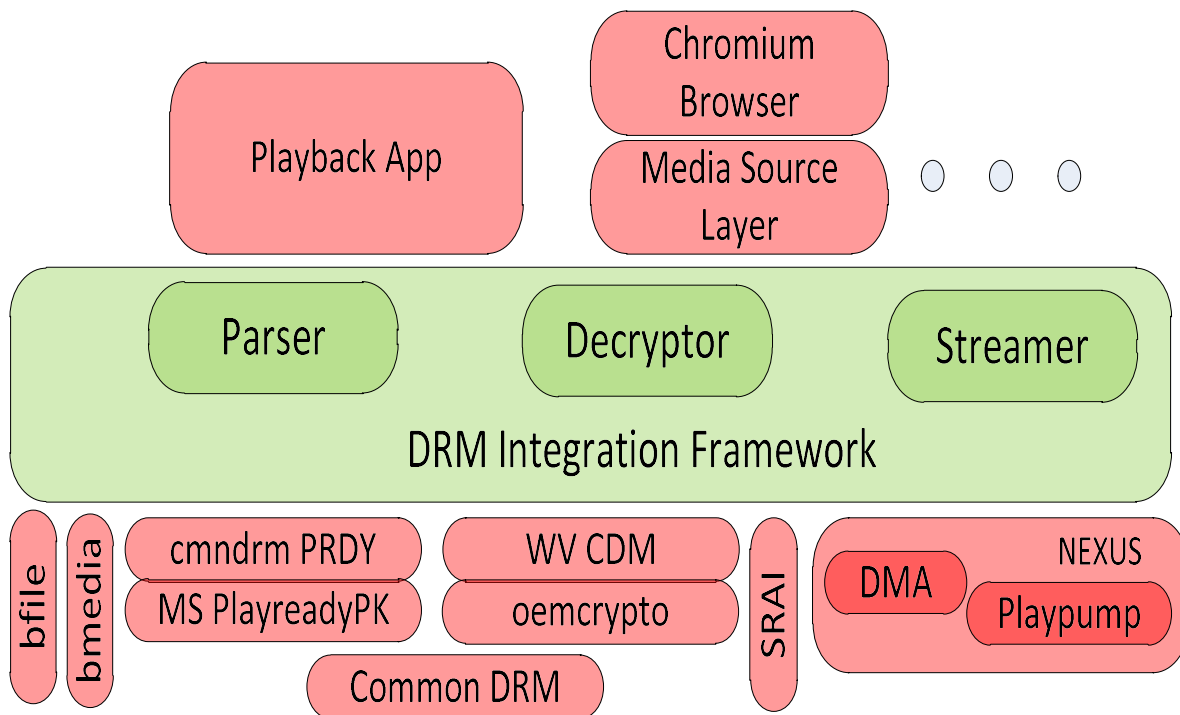 Chromium
Browser
Playback App
Media Source
Layer
Parser
Decryptor
Streamer
DRM Integration Framework
bfile
bmedia
cmndrm PRDY
MS PlayreadyPK
WV CDM
oemcrypto
Common DRM
SRAI
NEXUS
DMA
Playpump